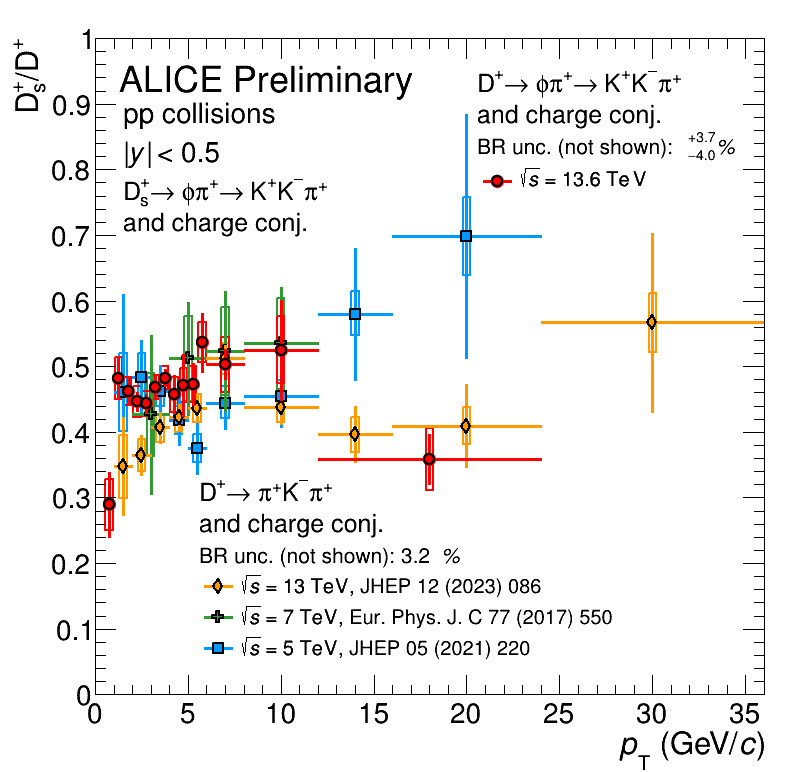 D_s^+/D^+
1
0.9
0.8
0.7
0.6
0.5
0.4
0.3
0.2
0.1
0
ALICE Preliminary
pp collisions
|y| < 0.5
D_s^+ → ϕπ^+ → K^+K^−π^+
and charge conj.
D^+ → ϕπ^+ → K^+K^−π^+
and charge conj.
BR unc. (not shown): ^{+3.7}_{−4.0}%
√s = 13.6 TeV
D^+ → π^+K^−π^+
and charge conj.
BR unc. (not shown): 3.2 %
√s = 13 TeV, JHEP 12 (2023) 086
√s = 7 TeV, Eur. Phys. J. C 77 (2017) 550
√s = 5 TeV, JHEP 05 (2021) 220
0 5 10 15 20 25 30 35
p_T (GeV/c)